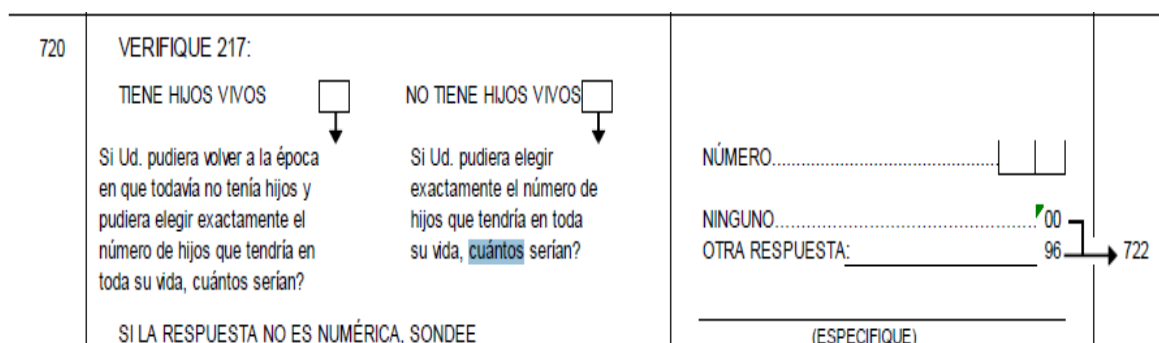 720 VERIFIQUE 217:
TIENE HIJOS VIVOS
NO TIENE HIJOS VIVOS
Si Ud. pudiera volver a la época
en que todavía no tenía hijos y
pudiera elegir exactamente el
número de hijos que tendría en
toda su vida, cuántos serían?
Si Ud. pudiera elegir
exactamente el número de
hijos que tendría en toda
su vida, cuántos serían?
SI LA RESPUESTA NO ES NUMÉRICA, SONDEE
NÚMERO
NINGUNO 00
OTRA RESPUESTA: 96
722
(ESPECIFIQUE)